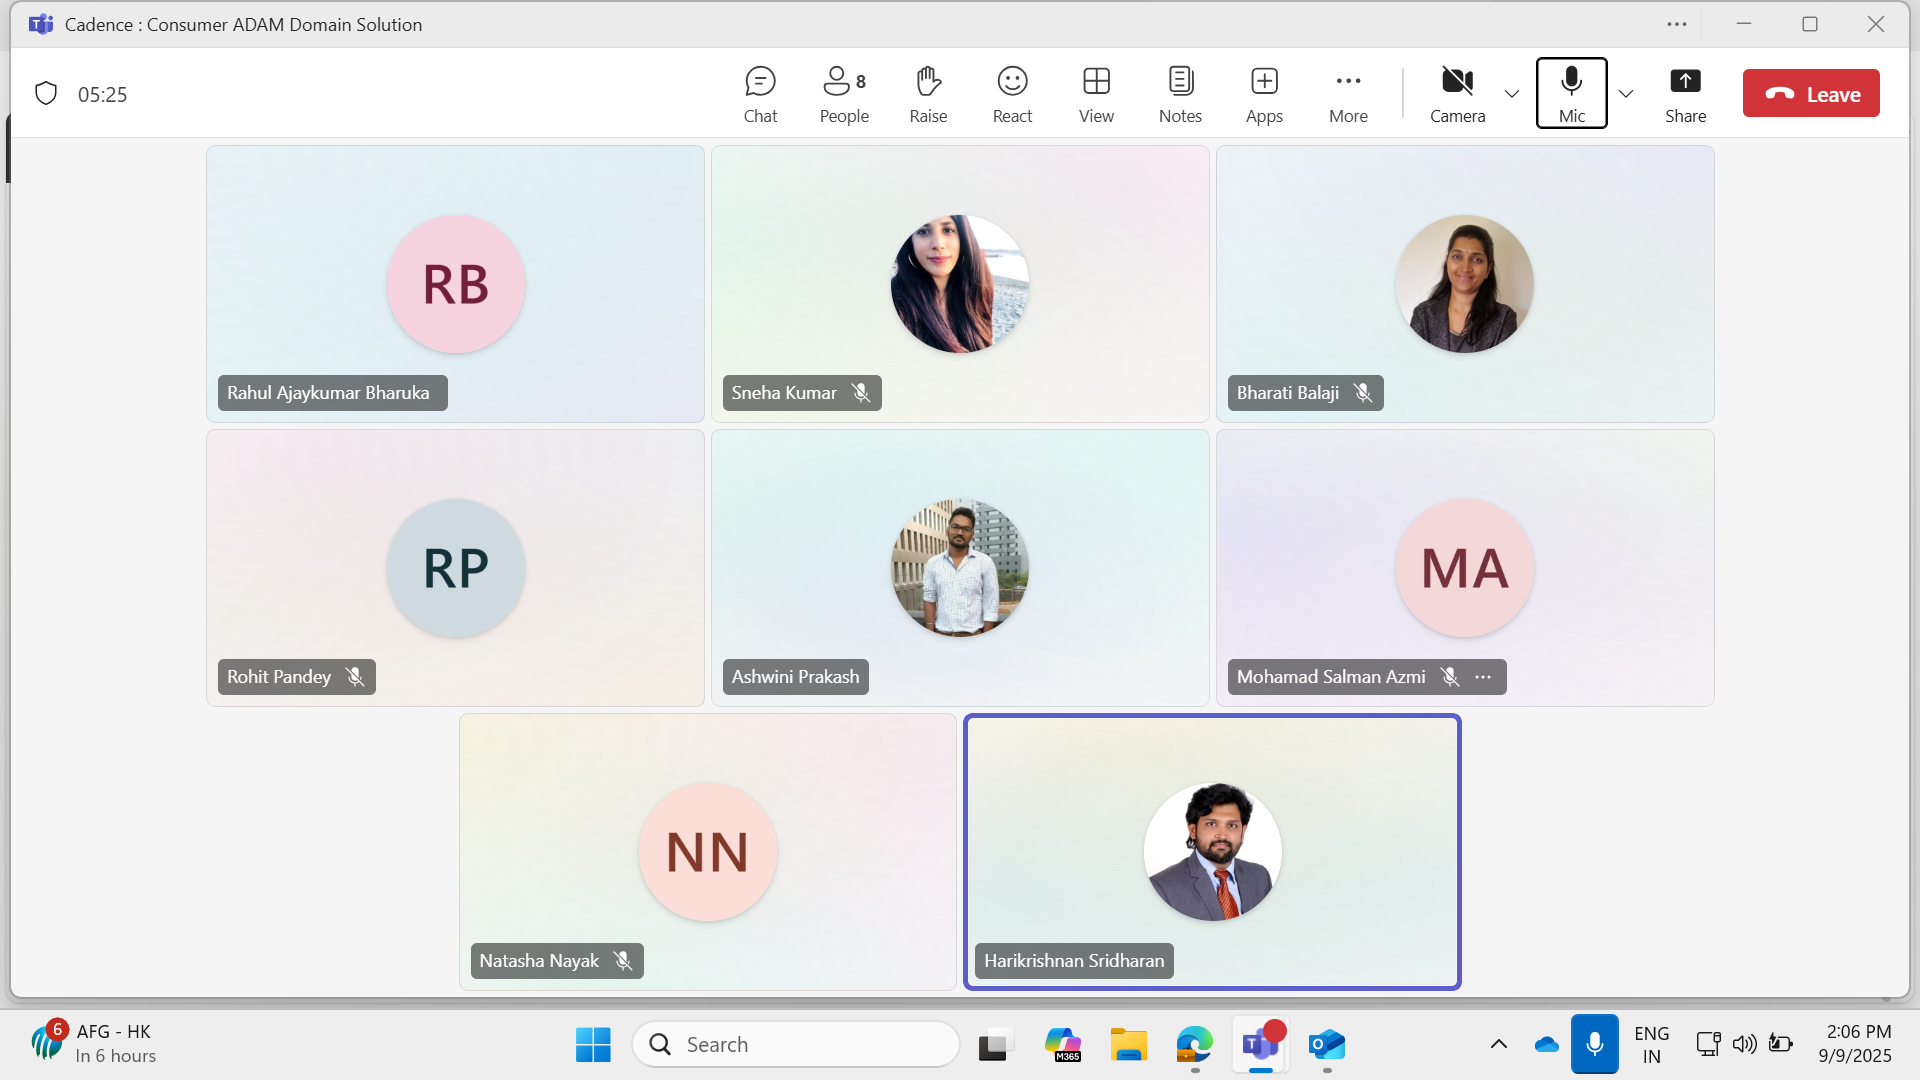 Cadence : Consumer ADAM Domain Solution
05:25
Chat
8
People
Raise
React
View
Notes
Apps
More
Camera
Mic
Share
Leave
RB
Rahul Ajaykumar Bharuka
Sneha Kumar
Bharati Balaji
RP
Rohit Pandey
Ashwini Prakash
MA
Mohamad Salman Azmi
NN
Natasha Nayak
Harikrishnan Sridharan
6
AFG - HK
In 6 hours
Search
M365
ENG
IN
2:06 PM
9/9/2025